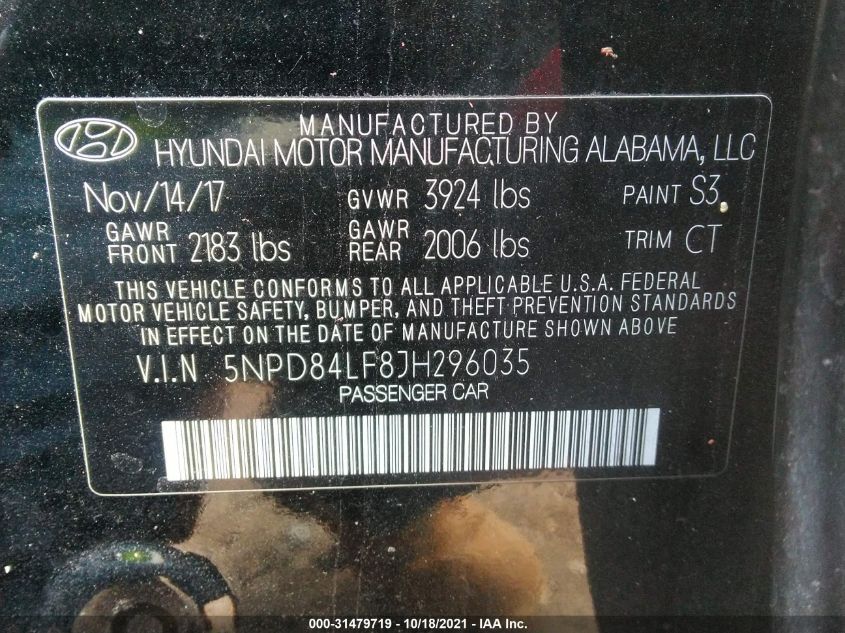 MANUFACTURED BY
HYUNDAI MOTOR MANUFACTURING ALABAMA, LLC
Nov/14/17 GVWR 3924 lbs PAINT S3
GAWR FRONT 2183 lbs GAWR REAR 2006 lbs TRIM CT
THIS VEHICLE CONFORMS TO ALL APPLICABLE U.S.A. FEDERAL
MOTOR VEHICLE SAFETY, BUMPER, AND THEFT PREVENTION STANDARDS
IN EFFECT ON THE DATE OF MANUFACTURE SHOWN ABOVE
V.I.N 5NPD84LF8JH296035
PASSENGER CAR
000-31479719 - 10/18/2021 - IAA Inc.